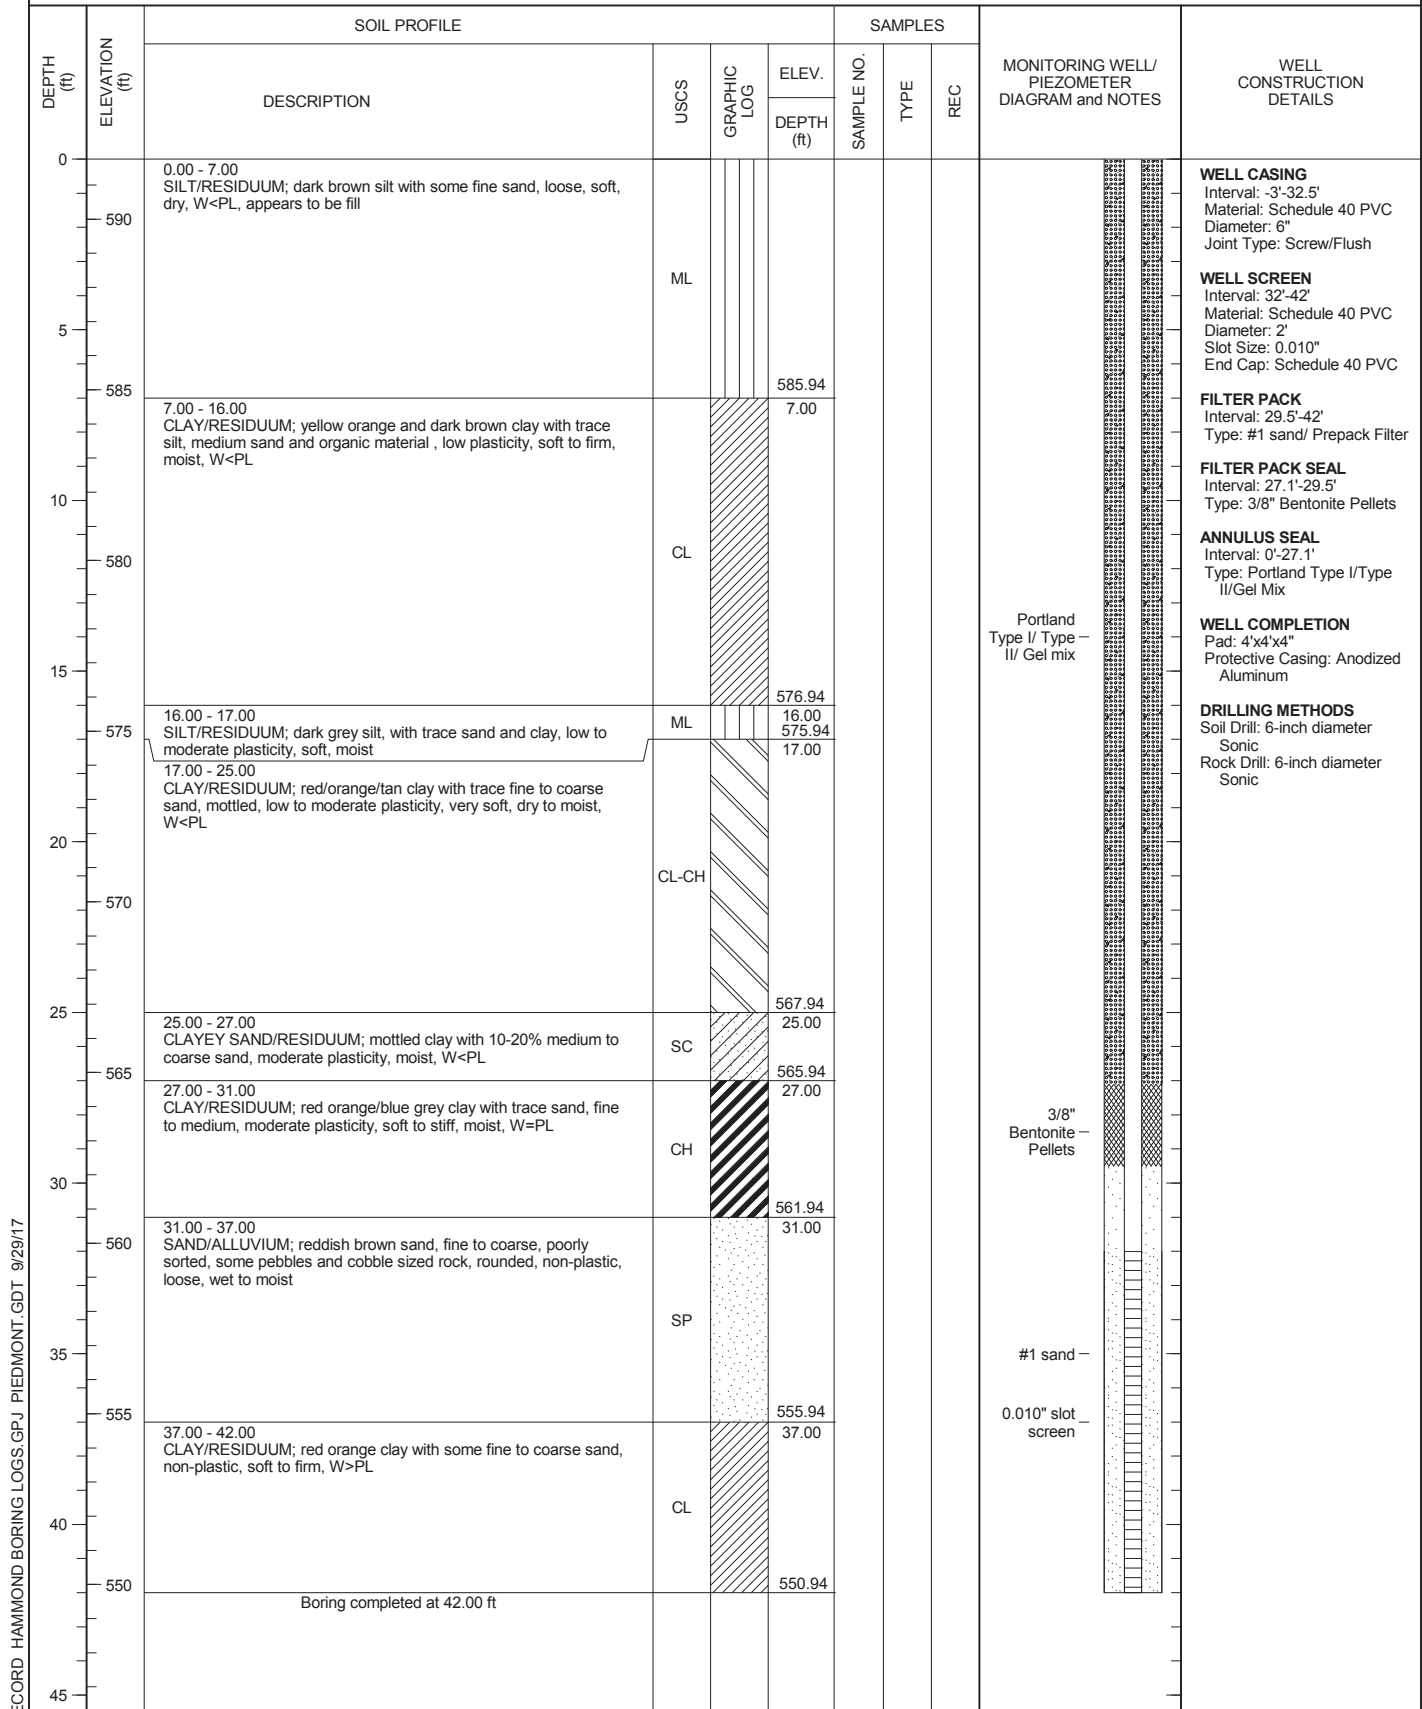 SOIL PROFILE
SAMPLES
DEPTH
(ft)
ELEVATION
(ft)
DESCRIPTION
USCS
GRAPHIC
LOG
ELEV.
DEPTH
(ft)
SAMPLE NO.
TYPE
REC
MONITORING WELL/
PIEZOMETER
DIAGRAM and NOTES
WELL
CONSTRUCTION
DETAILS
0
5
10
15
20
25
30
35
40
45
590
585
580
575
570
565
560
555
550
0.00 - 7.00
SILT/RESIDUUM; dark brown silt with some fine sand, loose, soft,
dry, W<PL, appears to be fill
ML
585.94
7.00 - 16.00
CLAY/RESIDUUM; yellow orange and dark brown clay with trace
silt, medium sand and organic material , low plasticity, soft to firm,
moist, W<PL
CL
7.00
576.94
16.00 - 17.00
SILT/RESIDUUM; dark grey silt, with trace sand and clay, low to
moderate plasticity, soft, moist
ML
16.00
575.94
17.00 - 25.00
CLAY/RESIDUUM; red/orange/tan clay with trace fine to coarse
sand, mottled, low to moderate plasticity, very soft, dry to moist,
W<PL
CL-CH
17.00
567.94
25.00 - 27.00
CLAYEY SAND/RESIDUUM; mottled clay with 10-20% medium to
coarse sand, moderate plasticity, moist, W<PL
SC
25.00
565.94
27.00 - 31.00
CLAY/RESIDUUM; red orange/blue grey clay with trace sand, fine
to medium, moderate plasticity, soft to stiff, moist, W=PL
CH
27.00
561.94
31.00 - 37.00
SAND/ALLUVIUM; reddish brown sand, fine to coarse, poorly
sorted, some pebbles and cobble sized rock, rounded, non-plastic,
loose, wet to moist
SP
31.00
555.94
37.00 - 42.00
CLAY/RESIDUUM; red orange clay with some fine to coarse sand,
non-plastic, soft to firm, W>PL
CL
37.00
550.94
Boring completed at 42.00 ft
Portland
Type I/ Type
II/ Gel mix
3/8"
Bentonite
Pellets
#1 sand
0.010" slot
screen
WELL CASING
Interval: -3'-32.5'
Material: Schedule 40 PVC
Diameter: 6"
Joint Type: Screw/Flush
WELL SCREEN
Interval: 32'-42'
Material: Schedule 40 PVC
Diameter: 2'
Slot Size: 0.010"
End Cap: Schedule 40 PVC
FILTER PACK
Interval: 29.5'-42'
Type: #1 sand/ Prepack Filter
FILTER PACK SEAL
Interval: 27.1'-29.5'
Type: 3/8" Bentonite Pellets
ANNULUS SEAL
Interval: 0'-27.1'
Type: Portland Type I/Type
II/Gel Mix
WELL COMPLETION
Pad: 4'x4'x4"
Protective Casing: Anodized
Aluminum
DRILLING METHODS
Soil Drill: 6-inch diameter
Sonic
Rock Drill: 6-inch diameter
Sonic
HAMMOND BORING LOGS.GPJ PIEDMONT.GDT 9/29/17